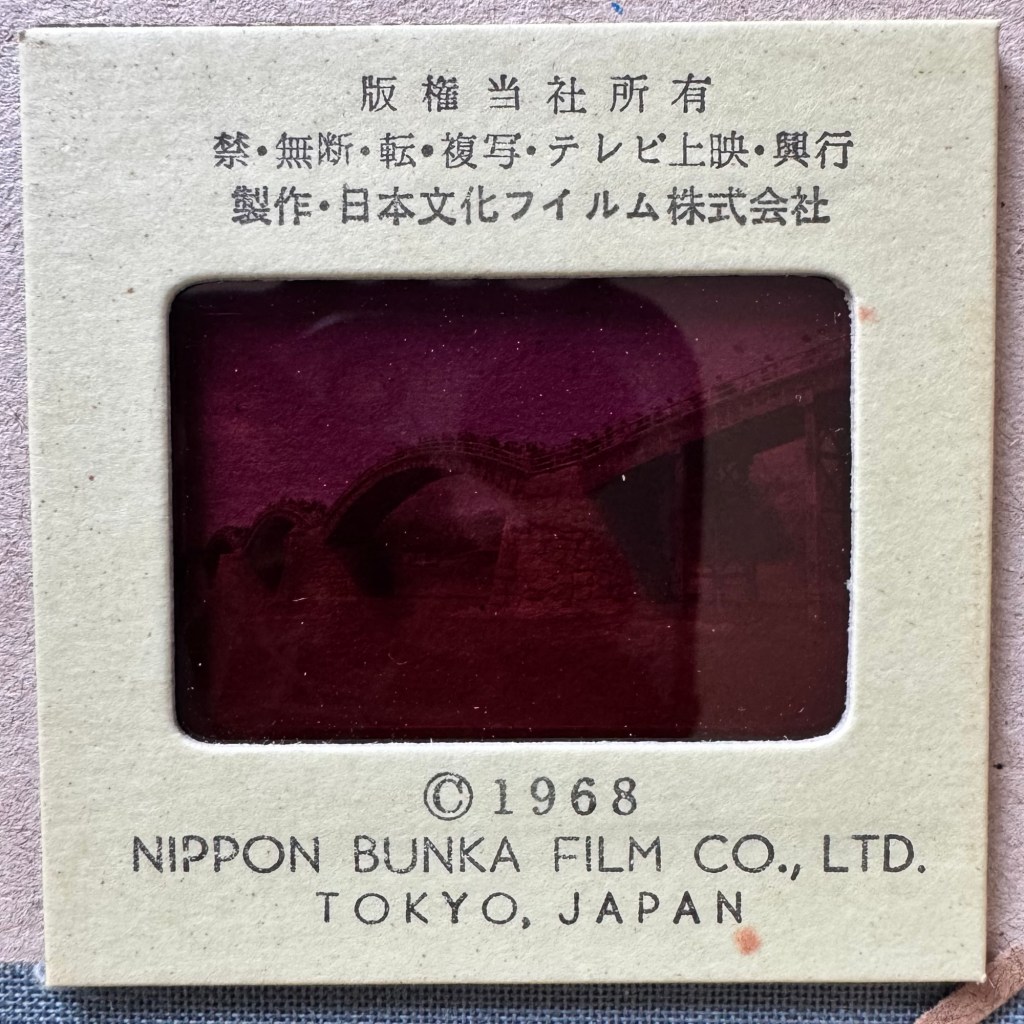 版権当社所有
禁・無断・転・複写・テレビ上映・興行
製作・日本文化フイルム株式会社
©1968
NIPPON BUNKA FILM CO., LTD.
TOKYO, JAPAN